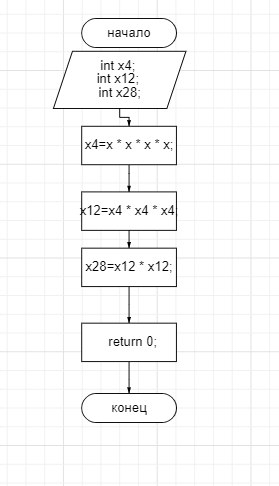 начало
int x4;
int x12;
int x28;
x4=x * x * x * x;
x12=x4 * x4 * x4;
x28=x12 * x12;
return 0;
конец